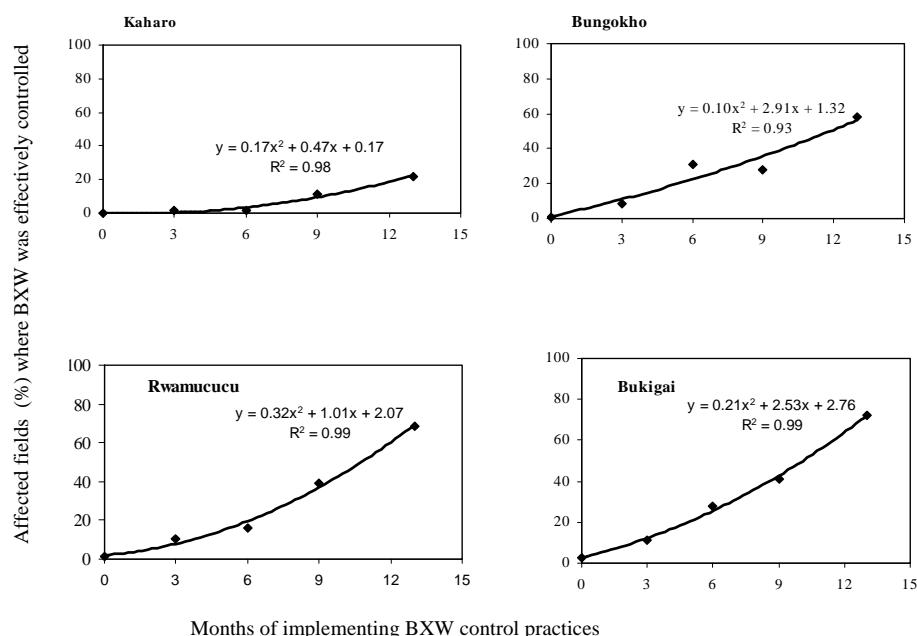 Affected fields (%) where BXW was effectively controlled
Kaharo
100
80
60
40
20
0
y = 0.17x² + 0.47x + 0.17
R² = 0.98
0 3 6 9 12 15
Bungokho
100
80
60
40
20
0
y = 0.10x² + 2.91x + 1.32
R² = 0.93
0 3 6 9 12 15
Rwamucucu
100
80
60
40
20
0
y = 0.32x² + 1.01x + 2.07
R² = 0.99
0 3 6 9 12 15
Bukigai
100
80
60
40
20
0
y = 0.21x² + 2.53x + 2.76
R² = 0.99
0 3 6 9 12 15
Months of implementing BXW control practices